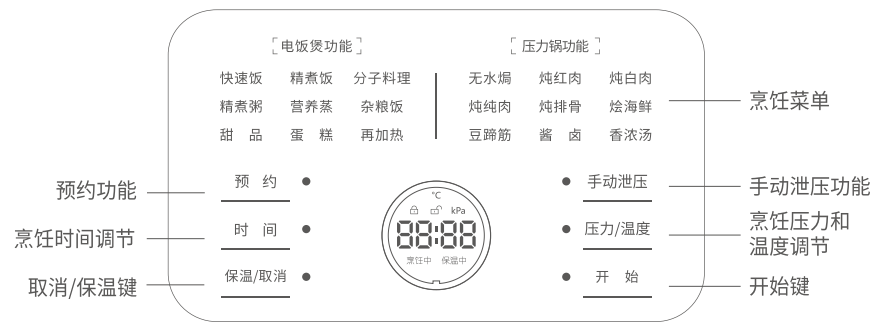 电饭煲功能
压力锅功能
快速饭 精煮饭 分子料理
无水焗 炖红肉 炖白肉
精煮粥 营养蒸 杂粮饭
炖纯肉 炖排骨 烩海鲜
甜品 蛋糕 再加热
豆蹄筋 酱卤 香浓汤
烹饪菜单
预约功能
预约
手动泄压
手动泄压功能
烹饪时间调节
时间
压力/温度
烹饪压力和
温度调节
取消/保温键
保温/取消
开始
开始键
°C
kPa
88:88
烹饪中 保温中